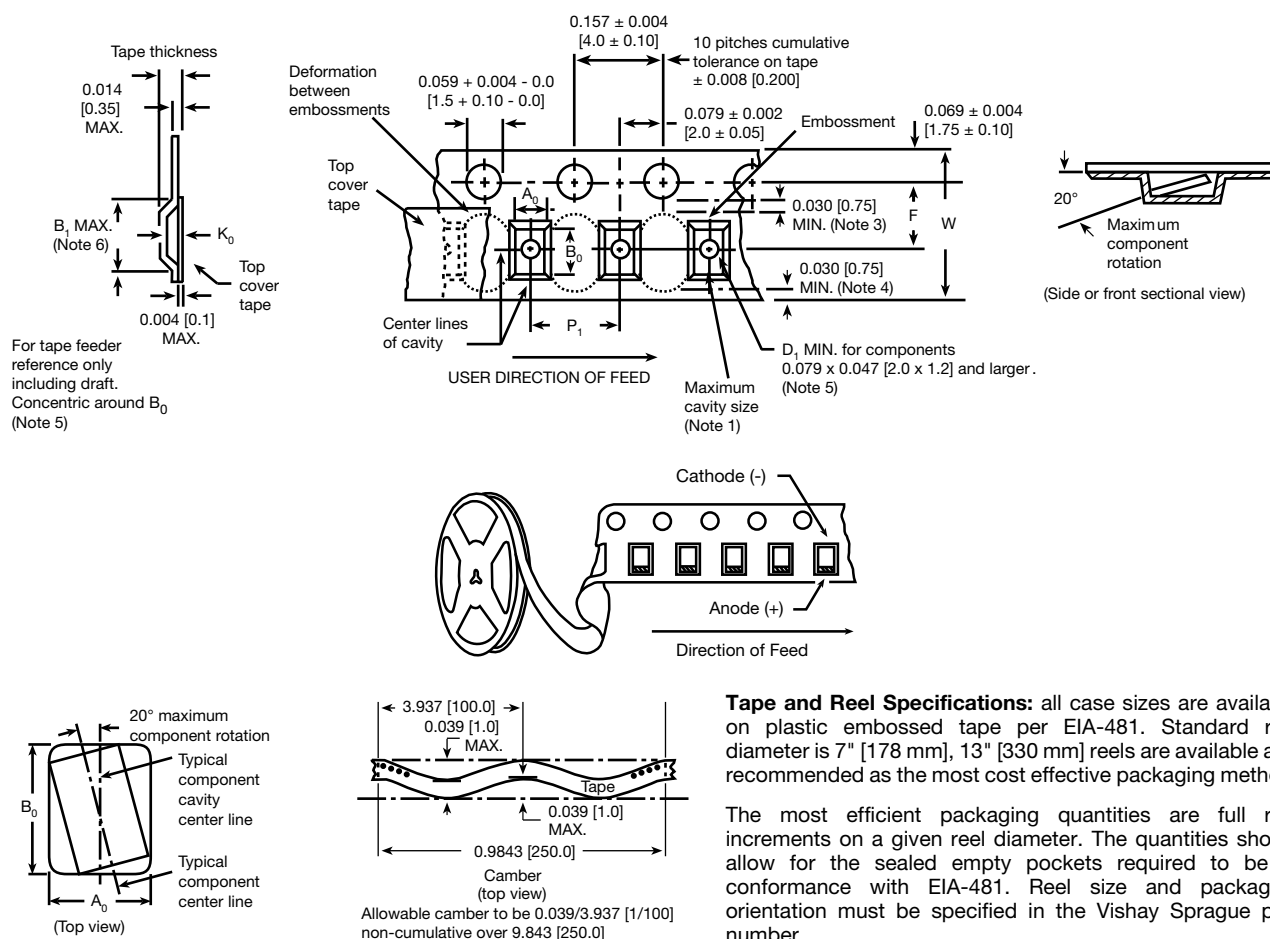 Tape thickness
0.014
[0.35]
MAX.
B1 MAX.
(Note 6)
K0
Top
cover
tape
0.004 [0.1]
MAX.
For tape feeder
reference only
including draft.
Concentric around B0
(Note 5)
Deformation
between
embossments
0.059 + 0.004 - 0.0
[1.5 + 0.10 - 0.0]
0.157 ± 0.004
[4.0 ± 0.10]
10 pitches cumulative
tolerance on tape
± 0.008 [0.200]
0.079 ± 0.002
[2.0 ± 0.05]
Embossment
0.069 ± 0.004
[1.75 ± 0.10]
Top
cover
tape
A0
B0
0.030 [0.75]
MIN. (Note 3)
F
W
0.030 [0.75]
MIN. (Note 4)
Center lines
of cavity
P1
USER DIRECTION OF FEED
Maximum
cavity size
(Note 1)
D1 MIN. for components
0.079 x 0.047 [2.0 x 1.2] and larger.
(Note 5)
20°
Maximum
component
rotation
(Side or front sectional view)
Cathode (-)
Anode (+)
Direction of Feed
20° maximum
component rotation
Typical
component
cavity
center line
B0
Typical
component
center line
A0
(Top view)
3.937 [100.0]
0.039 [1.0]
MAX.
Tape
0.039 [1.0]
MAX.
0.9843 [250.0]
Camber
(top view)
Allowable camber to be 0.039/3.937 [1/100]
non-cumulative over 9.843 [250.0]
Tape and Reel Specifications: all case sizes are availa
on plastic embossed tape per EIA-481. Standard r
diameter is 7" [178 mm], 13" [330 mm] reels are available a
recommended as the most cost effective packaging meth
The most efficient packaging quantities are full r
increments on a given reel diameter. The quantities sho
allow for the sealed empty pockets required to be
conformance with EIA-481. Reel size and packag
orientation must be specified in the Vishay Sprague p
number.